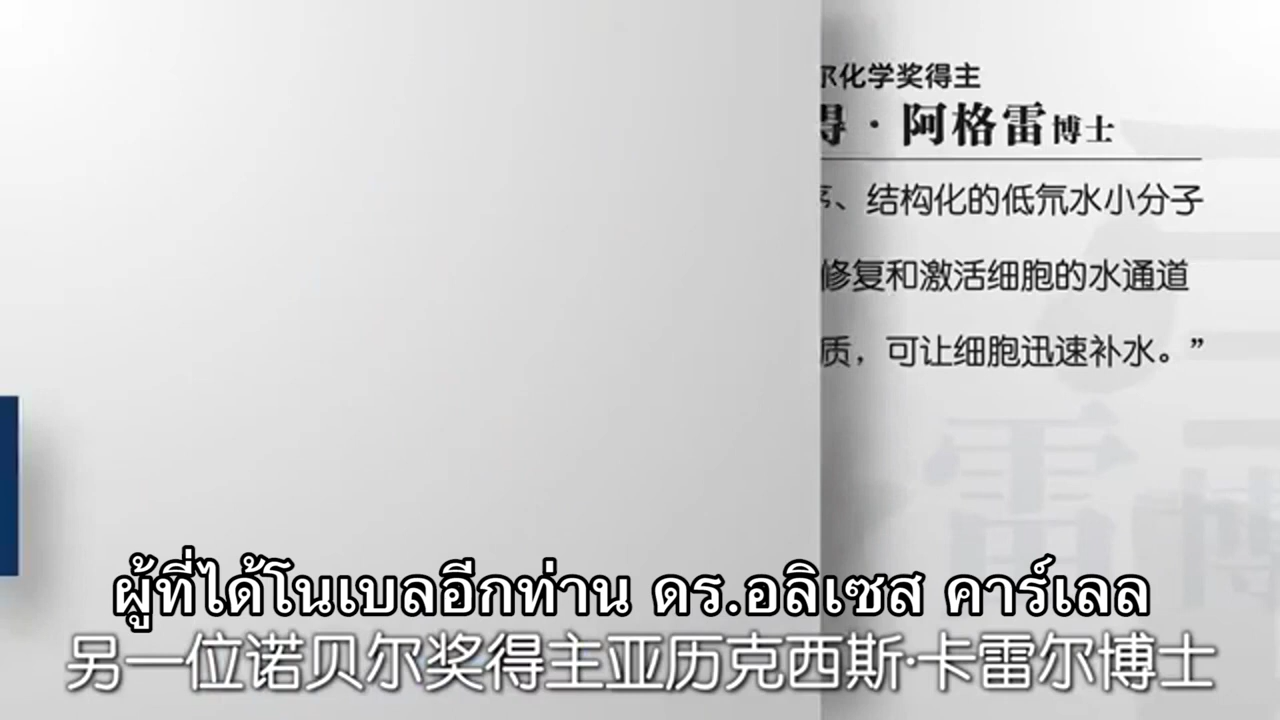 尔化学奖得主
得·阿格雷博士
序、结构化的低氘水小分子
修复和激活细胞的水通道
质，可让细胞迅速补水。”
ผู้ที่ได้โนเบลอีกท่าน ดร.อลิเซส คาร์เลล
另一位诺贝尔奖得主亚历克西斯·卡雷尔博士